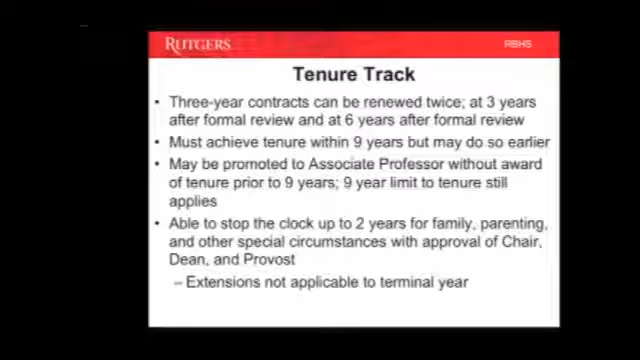 RUTGERS
RBHS
Tenure Track
• Three-year contracts can be renewed twice; at 3 years
after formal review and at 6 years after formal review
• Must achieve tenure within 9 years but may do so earlier
• May be promoted to Associate Professor without award
of tenure prior to 9 years; 9 year limit to tenure still
applies
• Able to stop the clock up to 2 years for family, parenting,
and other special circumstances with approval of Chair,
Dean, and Provost
– Extensions not applicable to terminal year